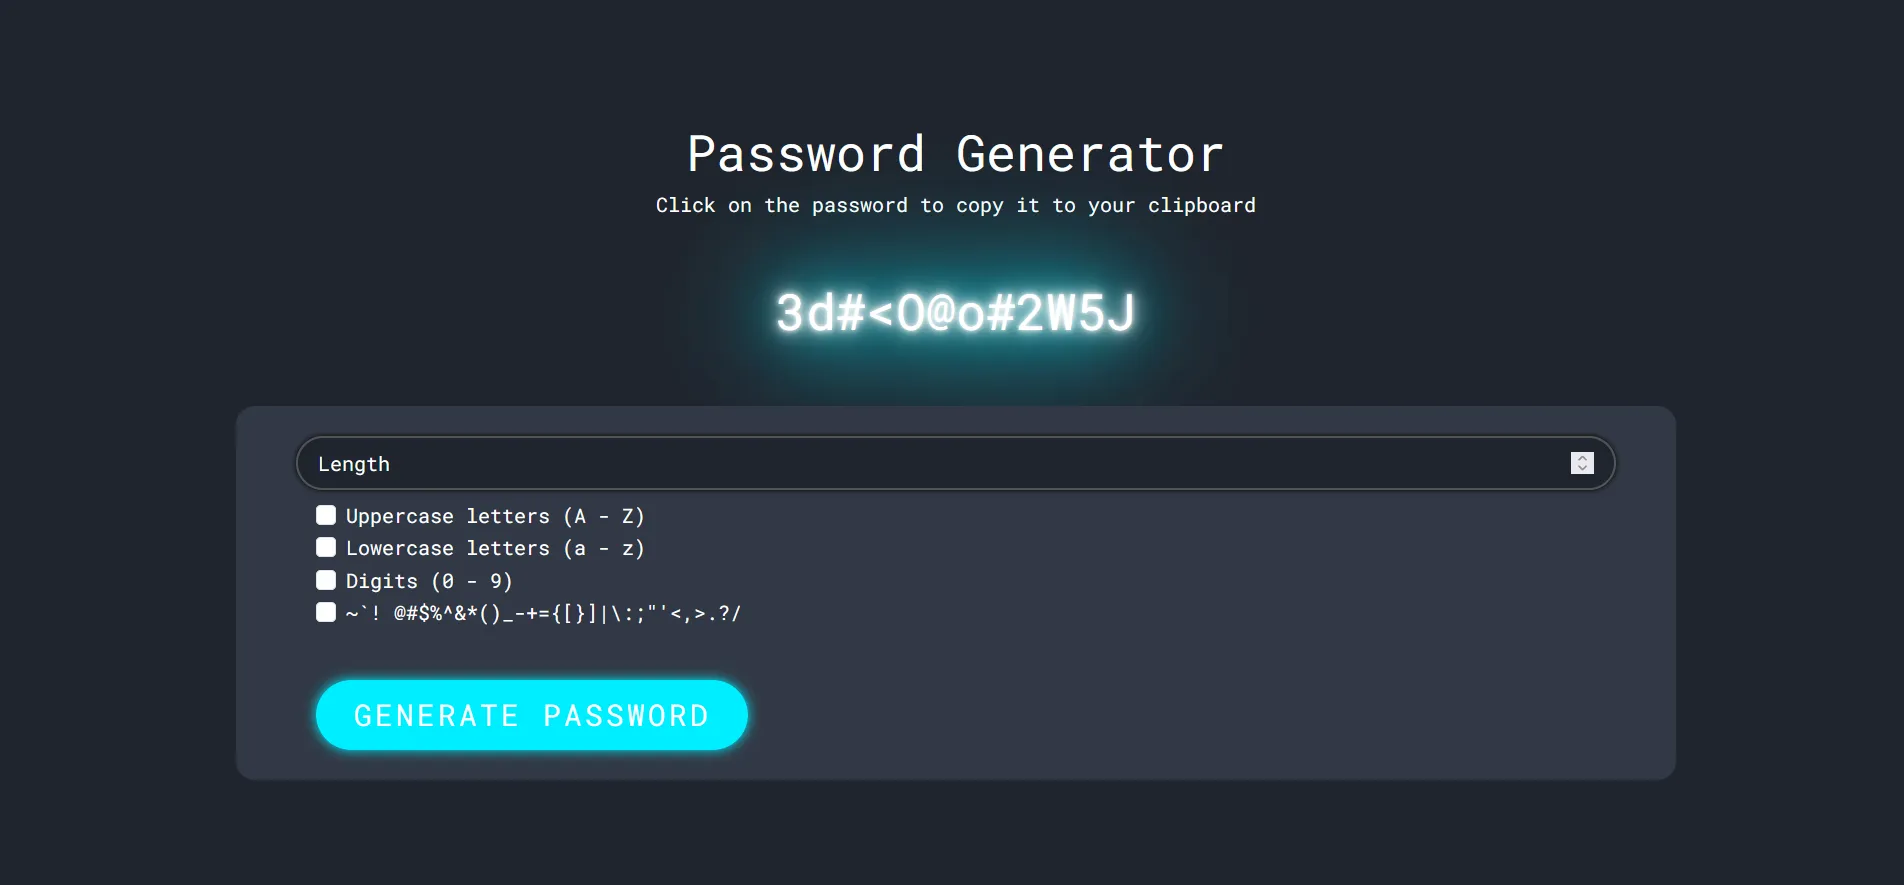 Password Generator
Click on the password to copy it to your clipboard
3d#<O@o#2W5J
Length
Uppercase letters (A - Z)
Lowercase letters (a - z)
Digits (0 - 9)
~`! @#$%^&*()_-+={[}]|\:;"'<,>.?/
GENERATE PASSWORD